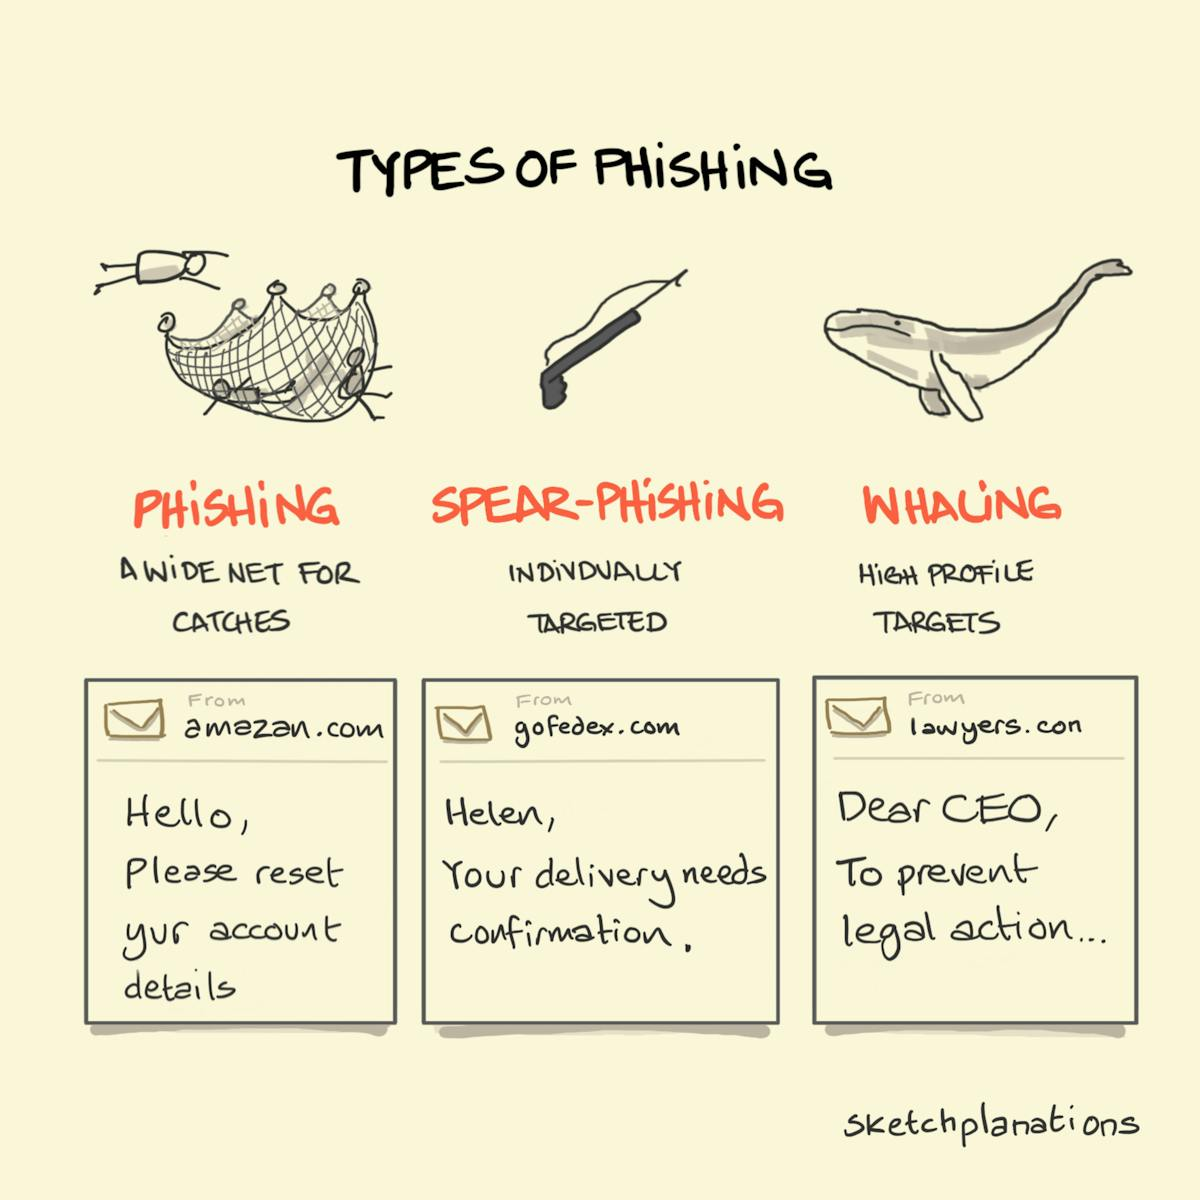 TYPES OF PHISHING
PHISHING
A WIDE NET FOR
CATCHES
SPEAR-PHISHING
INDIVDUALLY
TARGETED
WHALING
HIGH PROFILE
TARGETS
From
amazan.com
Hello,
Please reset
yur account
details
From
gofedex.com
Helen,
Your delivery needs
confirmation.
From
lawyers.con
Dear CEO,
To prevent
legal action...
sketchplanations